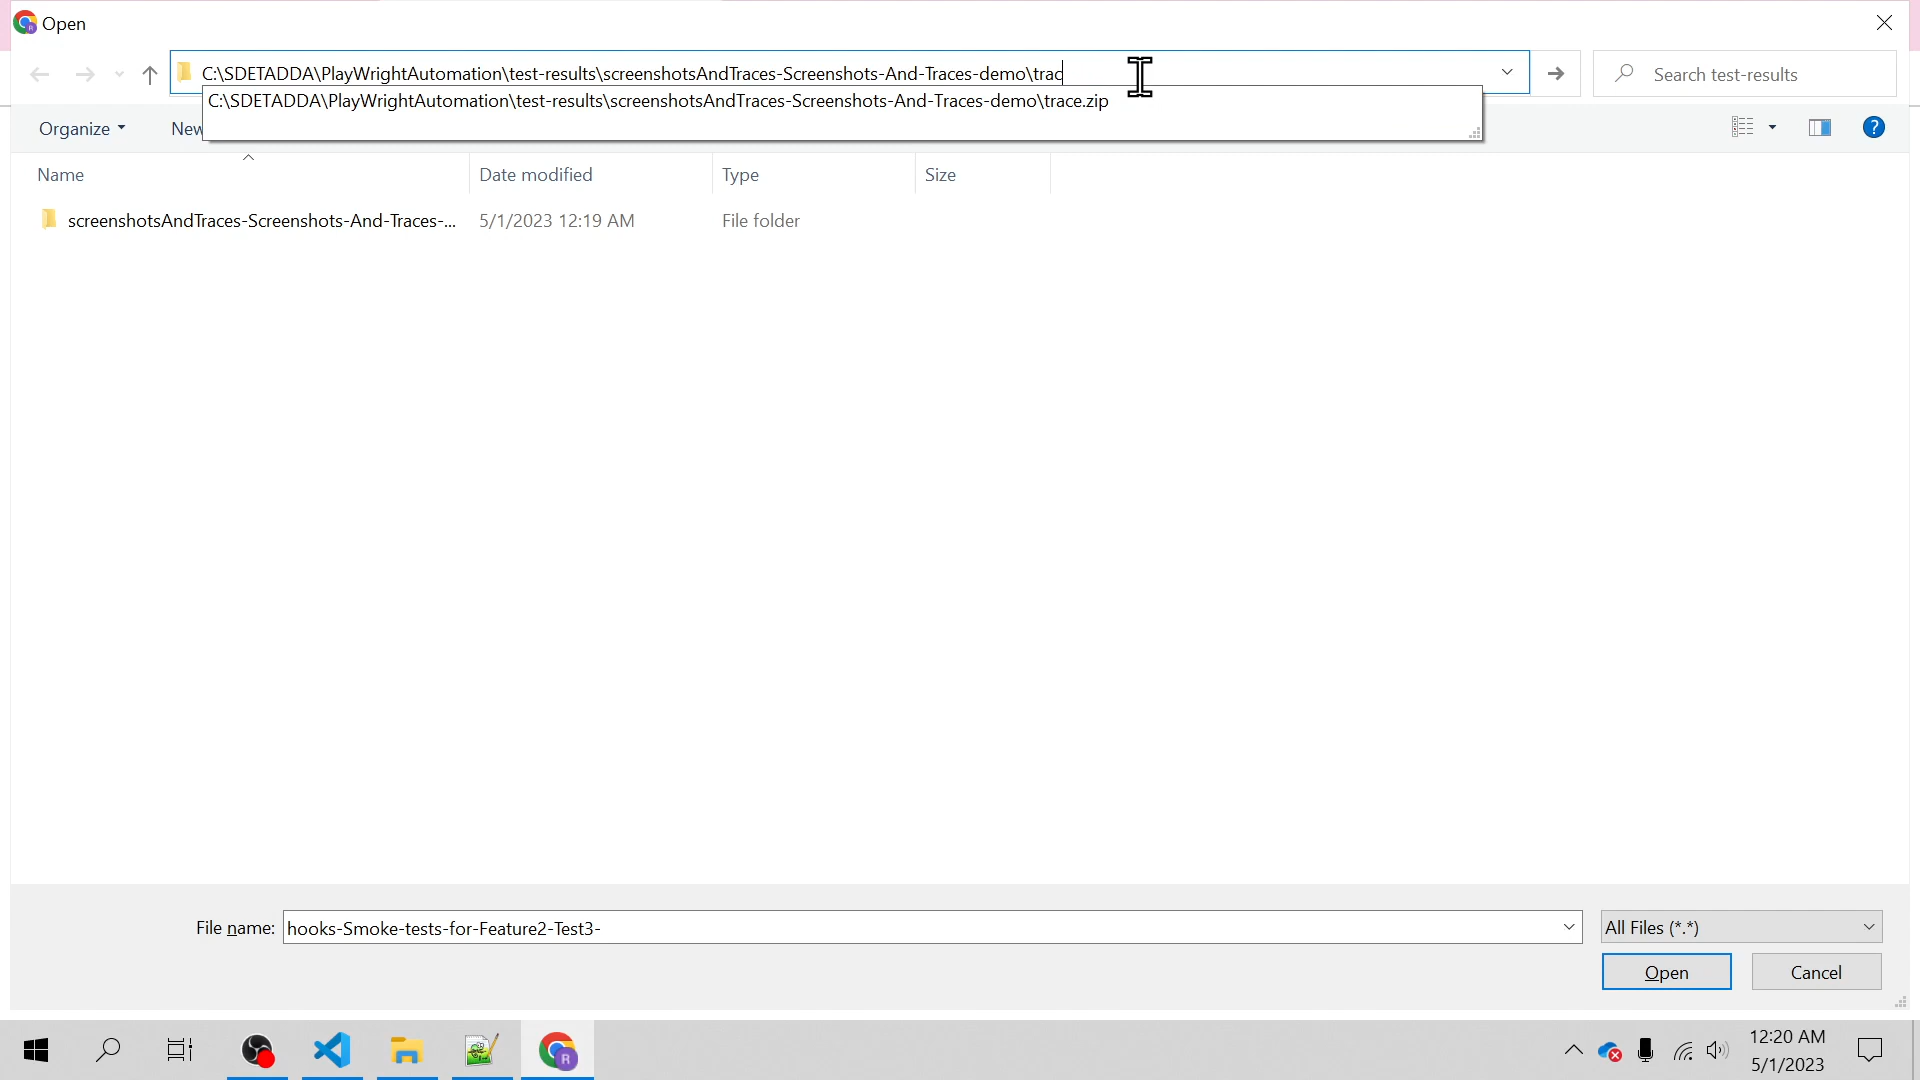 Open
C:\SDETADDA\PlayWrightAutomation\test-results\screenshotsAndTraces-Screenshots-And-Traces-demo\trac
Search test-results
C:\SDETADDA\PlayWrightAutomation\test-results\screenshotsAndTraces-Screenshots-And-Traces-demo\trace.zip
Organize
New
?
Name
Date modified
Type
Size
screenshotsAndTraces-Screenshots-And-Traces-...
5/1/2023 12:19 AM
File folder
File name:
hooks-Smoke-tests-for-Feature2-Test3-
All Files (*.*)
Open
Cancel
R
12:20 AM
5/1/2023